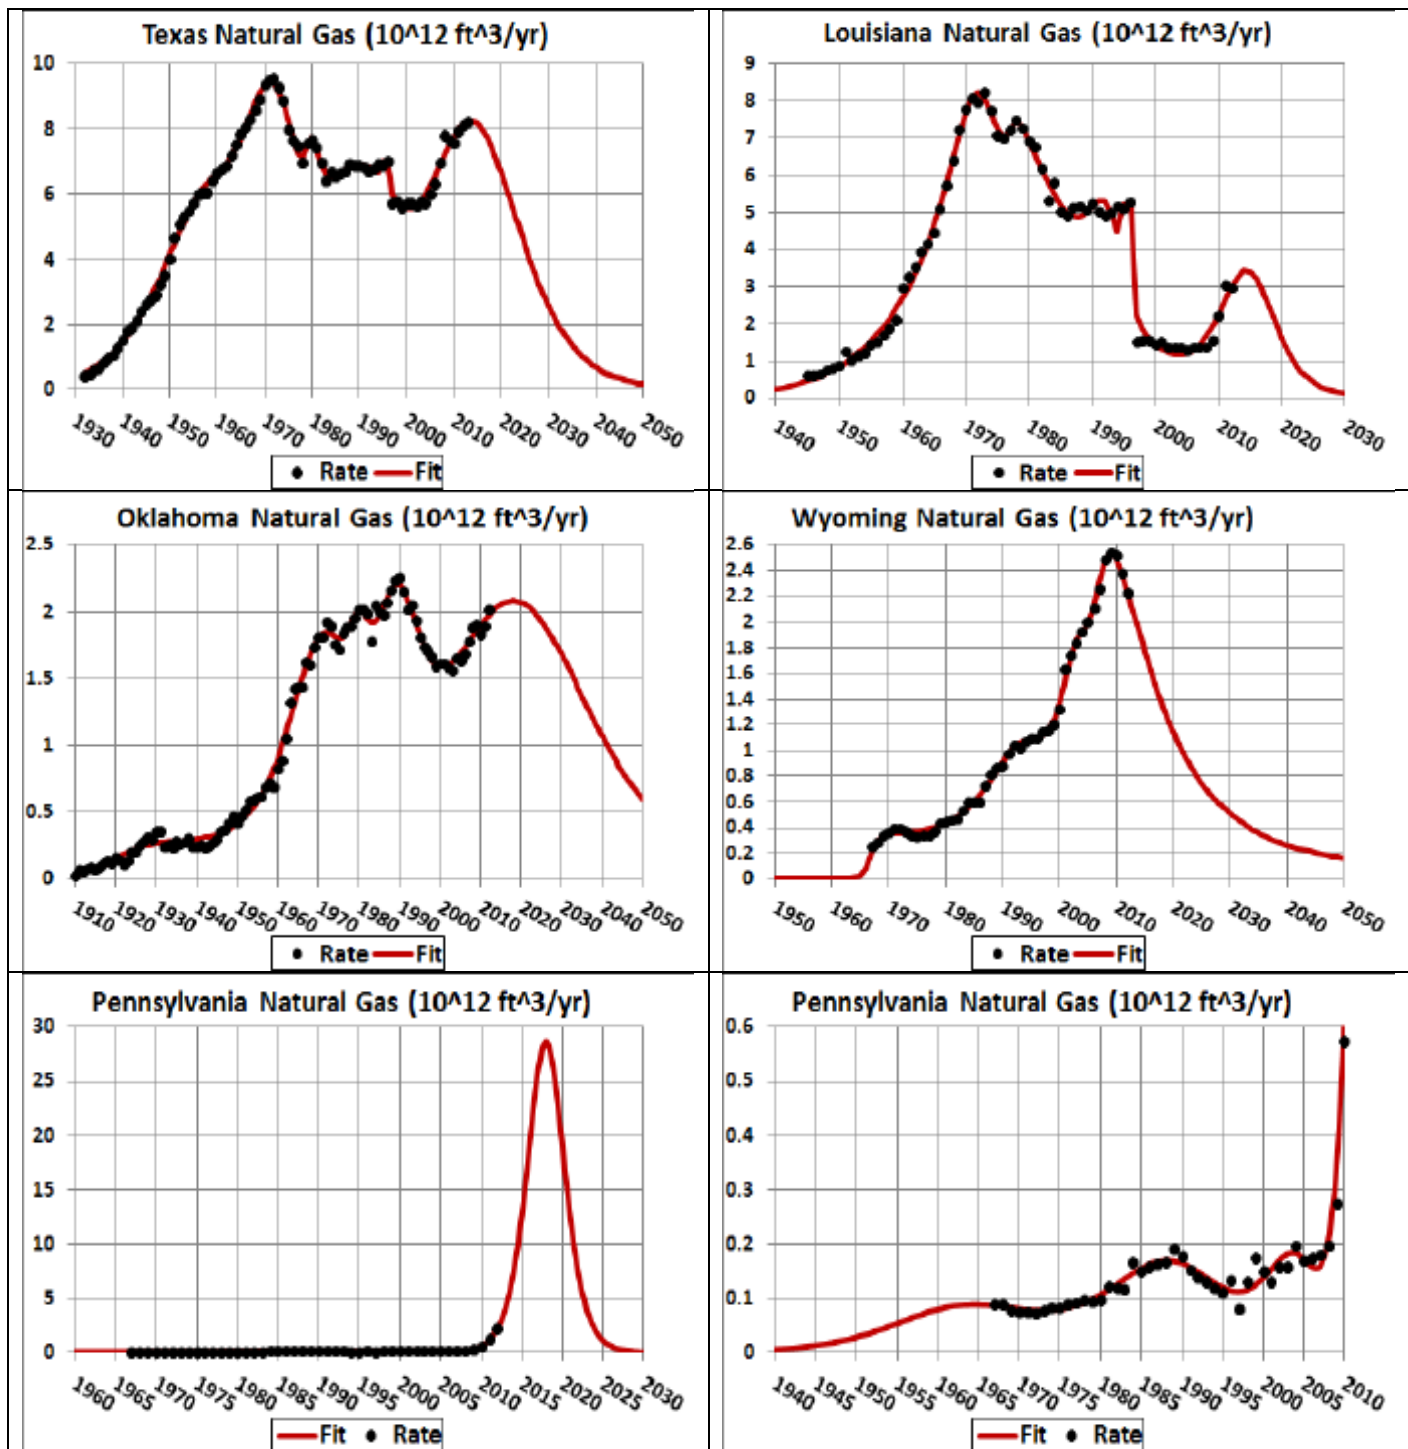 Texas Natural Gas (10^12 ft^3/yr)
10
8
6
4
2
0
1930 1940 1950 1960 1970 1980 1990 2000 2010 2020 2030 2040 2050
Rate Fit
Louisiana Natural Gas (10^12 ft^3/yr)
9
8
7
6
5
4
3
2
1
0
1940 1950 1960 1970 1980 1990 2000 2010 2020 2030
Rate Fit
Oklahoma Natural Gas (10^12 ft^3/yr)
2.5
2
1.5
1
0.5
0
1910 1920 1930 1940 1950 1960 1970 1980 1990 2000 2010 2020 2030 2040 2050
Rate Fit
Wyoming Natural Gas (10^12 ft^3/yr)
2.6
2.4
2.2
2
1.8
1.6
1.4
1.2
1
0.8
0.6
0.4
0.2
0
1950 1960 1970 1980 1990 2000 2010 2020 2030 2040 2050
Rate Fit
Pennsylvania Natural Gas (10^12 ft^3/yr)
30
25
20
15
10
5
0
1960 1965 1970 1975 1980 1985 1990 1995 2000 2005 2010 2015 2020 2025 2030
Fit Rate
Pennsylvania Natural Gas (10^12 ft^3/yr)
0.6
0.5
0.4
0.3
0.2
0.1
0
1940 1945 1950 1955 1960 1965 1970 1975 1980 1985 1990 1995 2000 2005 2010
Fit Rate